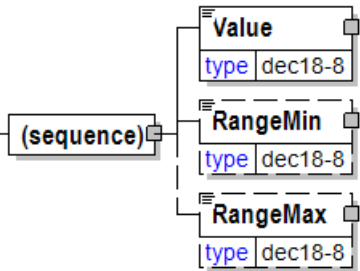 Value
type dec18-8
(sequence)
RangeMin
type dec18-8
RangeMax
type dec18-8